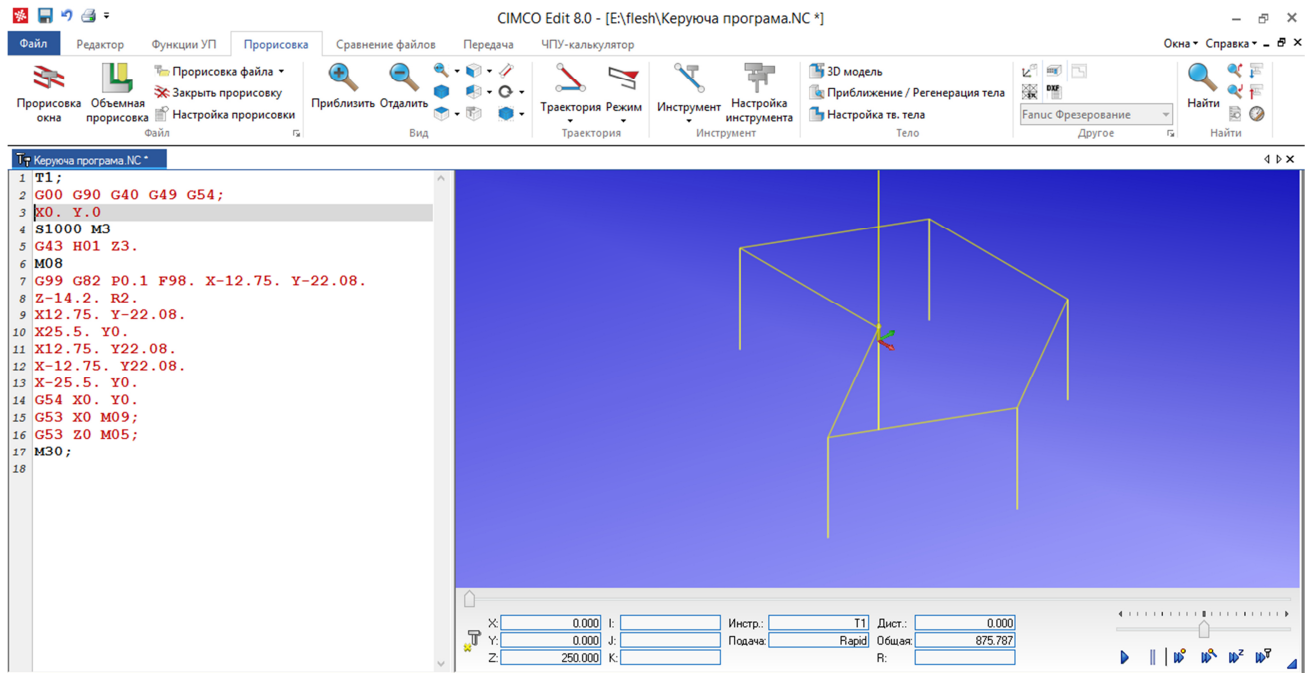 CIMCO Edit 8.0 - [E:\flesh\Керуюча програма.NC *]
Файл Редактор Функции УП Прорисовка Сравнение файлов Передача ЧПУ-калькулятор Окна Справка
Прорисовка окна
Объемная прорисовка
Прорисовка файла
Закрыть прорисовку
Настройка прорисовки
Файл
Приблизить Отдалить
Вид
Траектория Режим
Траектория
Инструмент Настройка инструмента
Инструмент
3D модель
Приближение / Регенерация тела
Настройка тв. тела
Тело
DXF
Fanuc Фрезерование
Другое
Найти
Найти
Керуюча програма.NC *
1 T1;
2 G00 G90 G40 G49 G54;
3 X0. Y.0
4 S1000 M3
5 G43 H01 Z3.
6 M08
7 G99 G82 P0.1 F98. X-12.75. Y-22.08.
8 Z-14.2. R2.
9 X12.75. Y-22.08.
10 X25.5. Y0.
11 X12.75. Y22.08.
12 X-12.75. Y22.08.
13 X-25.5. Y0.
14 G54 X0. Y0.
15 G53 X0 M09;
16 G53 Z0 M05;
17 M30;
18
X: 0.000 I: Инстр.: T1 Дист.: 0.000
Y: 0.000 J: Подача: Rapid Общая: 875.787
Z: 250.000 K: R: